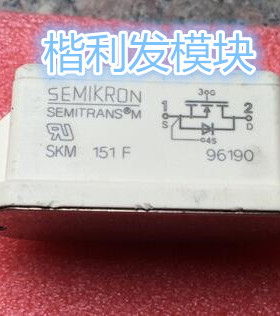 楷利发模块
SEMIKRON
SEMITRANS®M
3oG
1 2
S D
o4S
SKM 151 F 96190